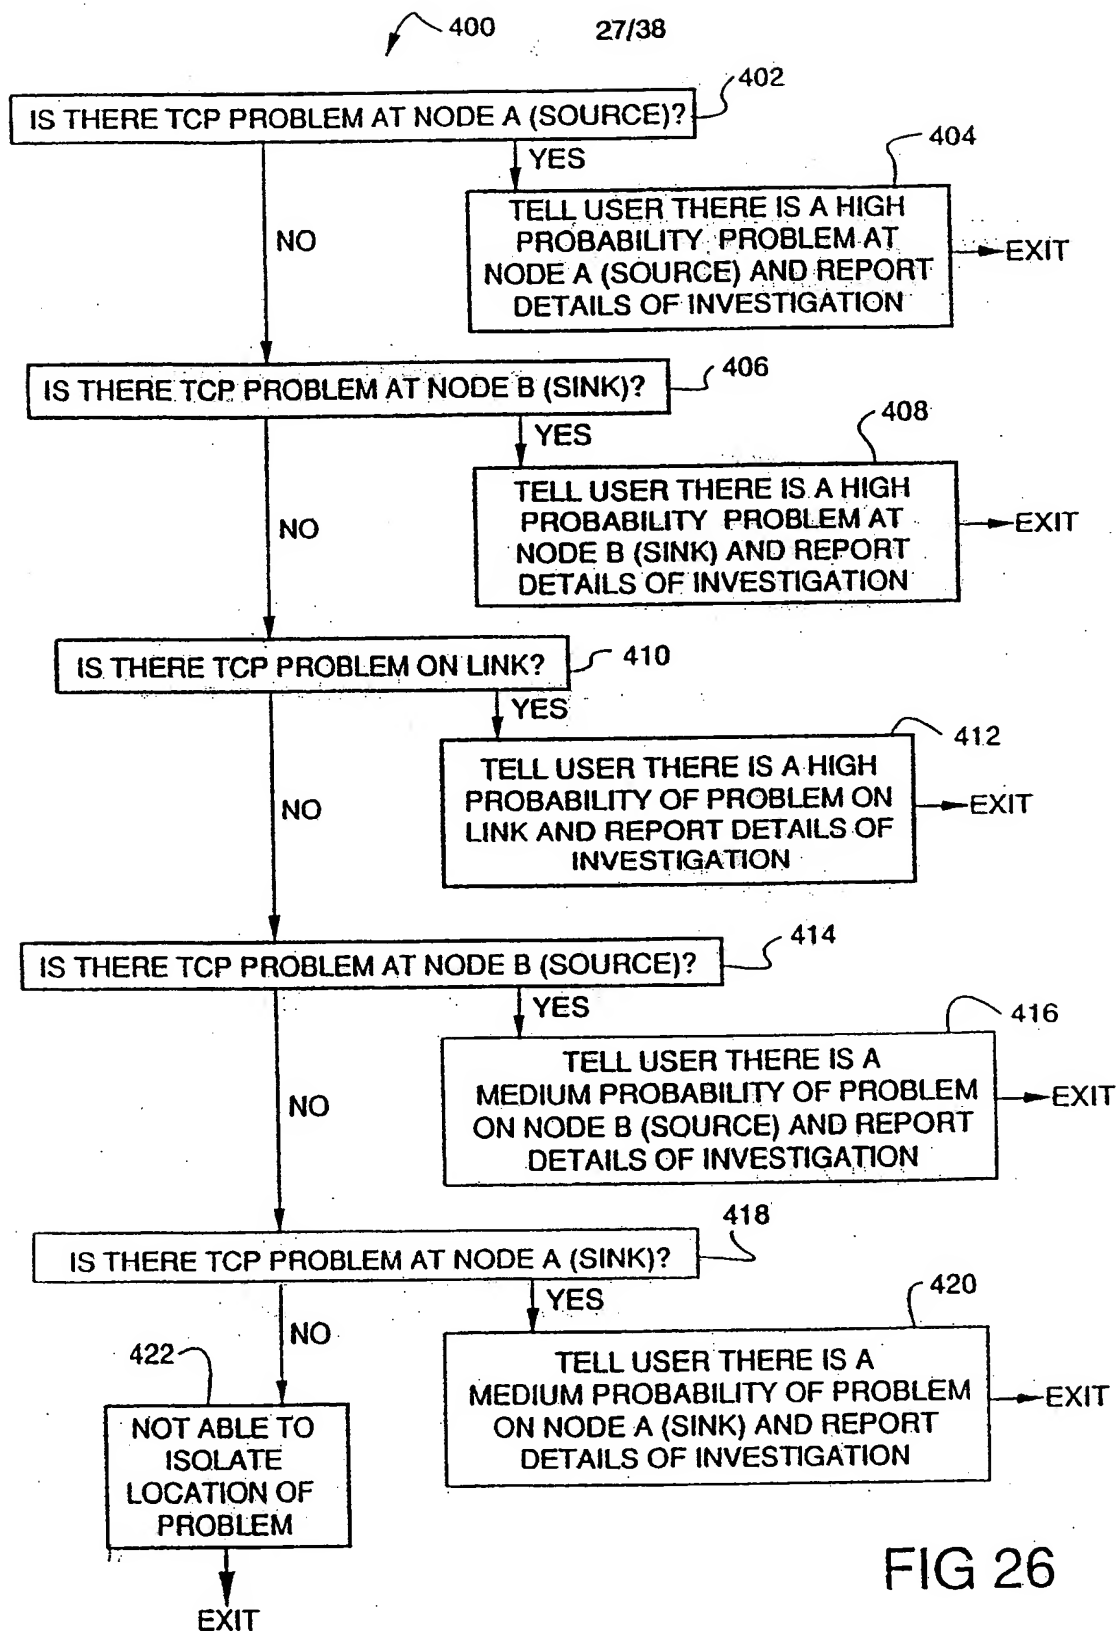 400
27/38
402
IS THERE TCP PROBLEM AT NODE A (SOURCE)?
YES
404
NO
TELL USER THERE IS A HIGH
PROBABILITY PROBLEM AT
NODE A (SOURCE) AND REPORT
DETAILS OF INVESTIGATION
EXIT
IS THERE TCP PROBLEM AT NODE B (SINK)?
406
YES
408
NO
TELL USER THERE IS A HIGH
PROBABILITY PROBLEM AT
NODE B (SINK) AND REPORT
DETAILS OF INVESTIGATION
EXIT
IS THERE TCP PROBLEM ON LINK?
410
YES
412
NO
TELL USER THERE IS A HIGH
PROBABILITY OF PROBLEM ON
LINK AND REPORT DETAILS OF
INVESTIGATION
EXIT
414
IS THERE TCP PROBLEM AT NODE B (SOURCE)?
YES
416
NO
TELL USER THERE IS A
MEDIUM PROBABILITY OF PROBLEM
ON NODE B (SOURCE) AND REPORT
DETAILS OF INVESTIGATION
EXIT
418
IS THERE TCP PROBLEM AT NODE A (SINK)?
YES
420
NO
422
TELL USER THERE IS A
MEDIUM PROBABILITY OF PROBLEM
ON NODE A (SINK) AND REPORT
DETAILS OF INVESTIGATION
EXIT
NOT ABLE TO
ISOLATE
LOCATION OF
PROBLEM
EXIT
FIG 26